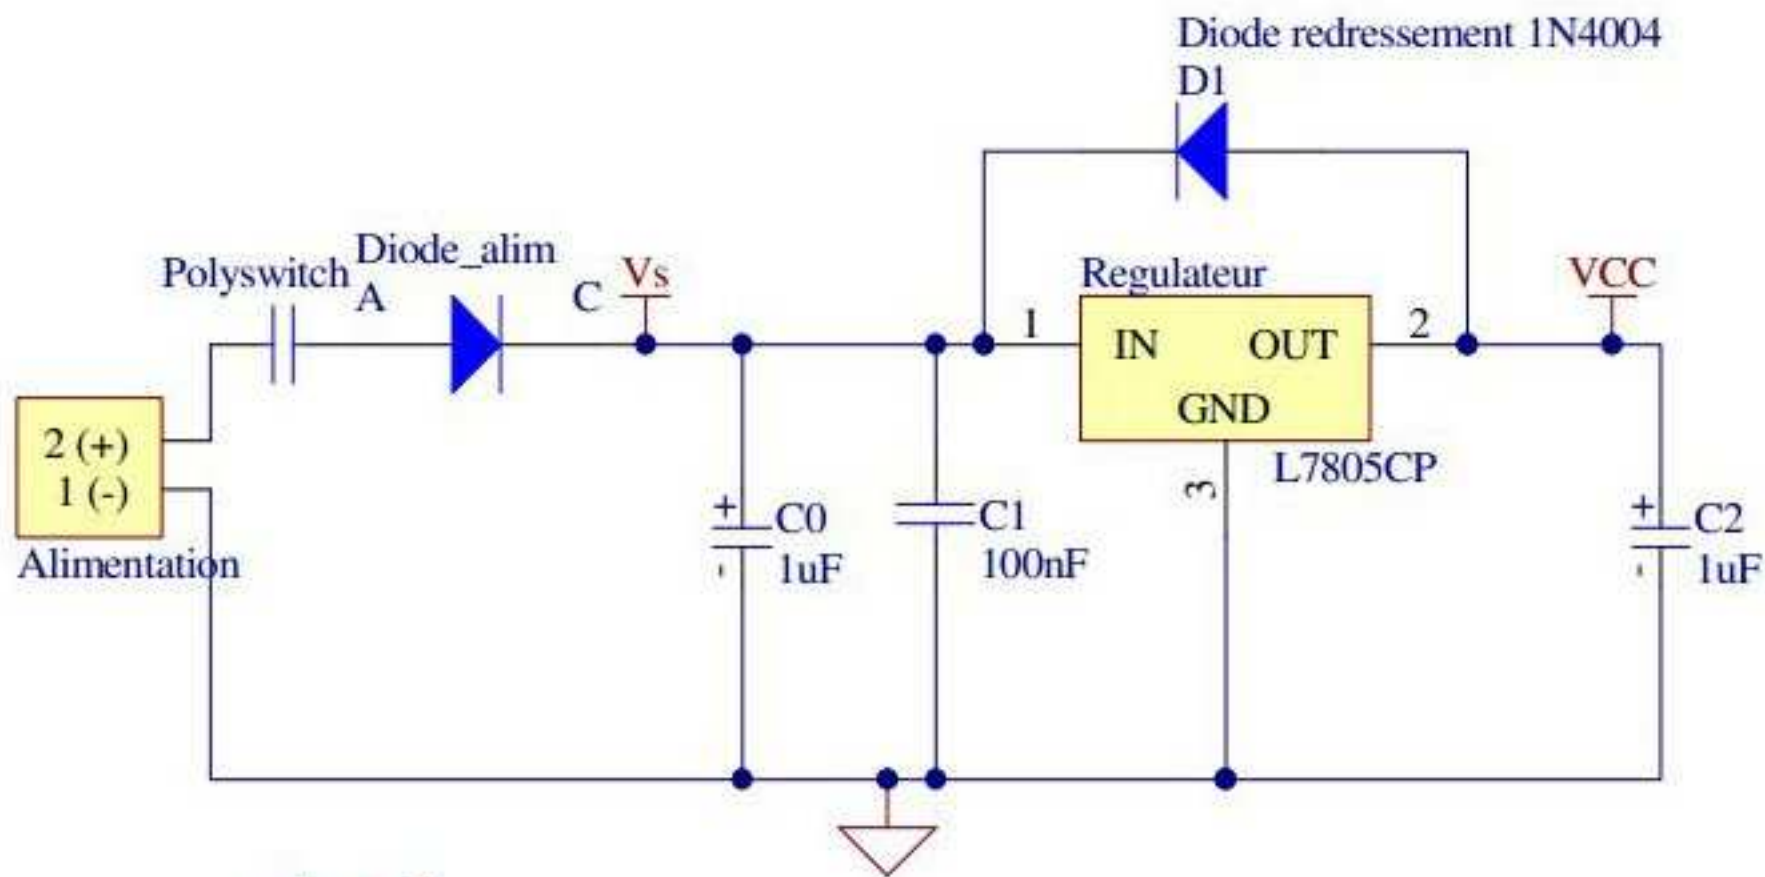 Diode redressement 1N4004
D1
Diode_alim
Polyswitch
A
C
Vs
Regulateur
VCC
1
IN
OUT
2
GND
L7805CP
3
2 (+)
1 (-)
Alimentation
+
C0
-
1uF
C1
100nF
+
C2
-
1uF